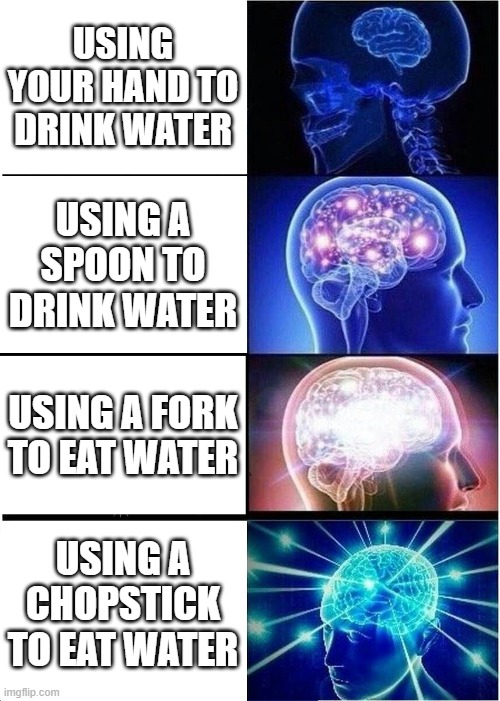 USING
YOUR HAND TO
DRINK WATER
USING A
SPOON TO
DRINK WATER
USING A FORK
TO EAT WATER
USING A
CHOPSTICK
TO EAT WATER
imgflip.com